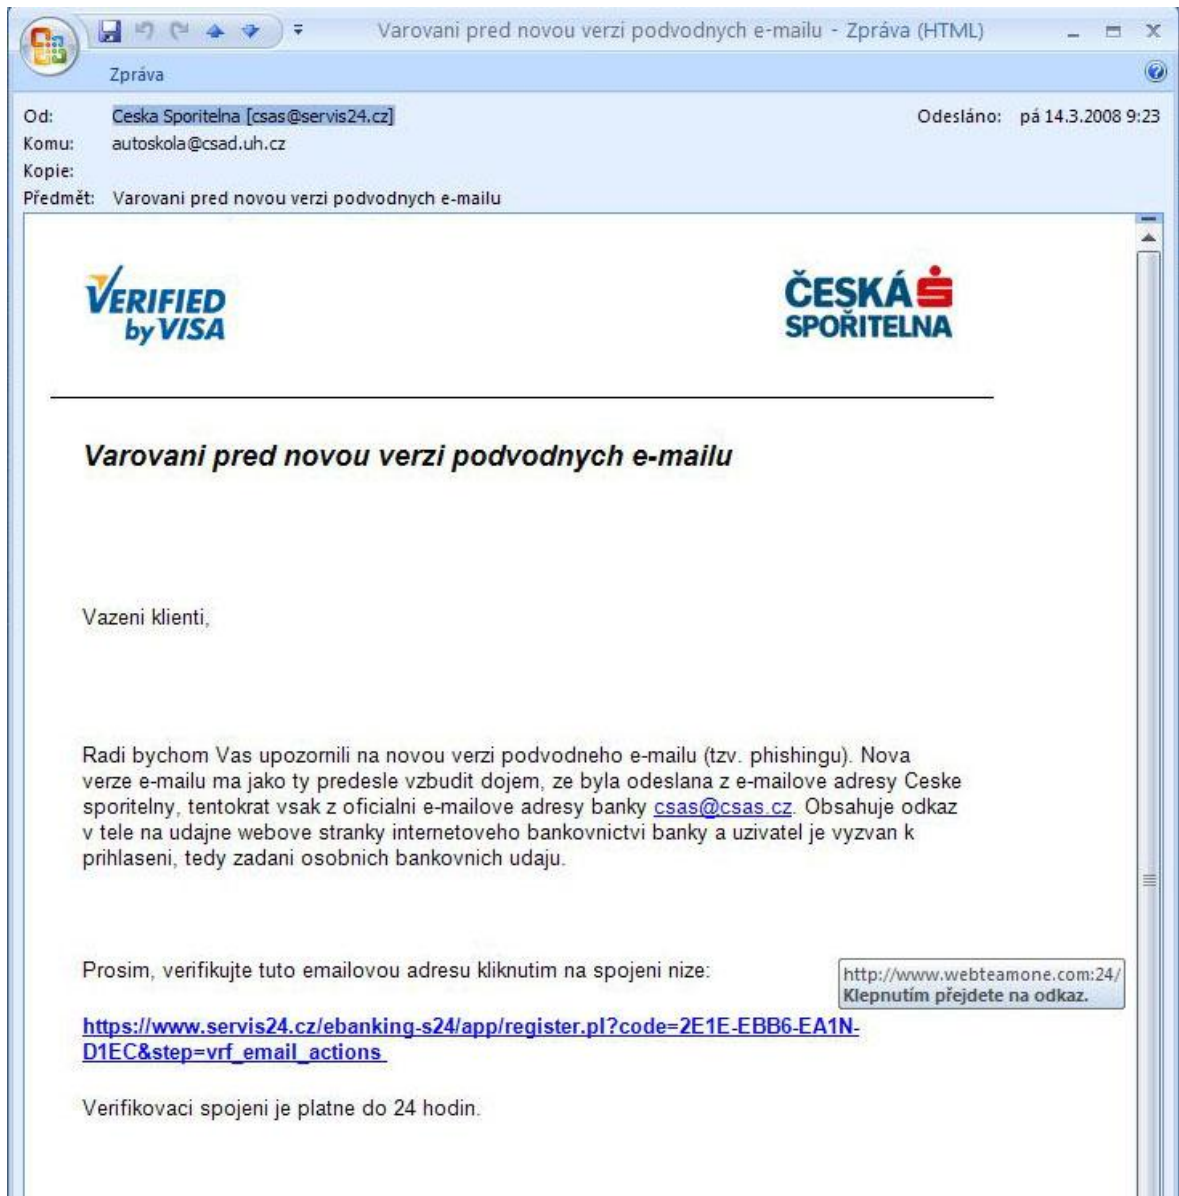 Varovani pred novou verzi podvodnych e-mailu - Zpráva (HTML)
Zpráva
Od: Ceska Sporitelna [csas@servis24.cz] Odesláno: pá 14.3.2008 9:23
Komu: autoskola@csad.uh.cz
Kopie:
Předmět: Varovani pred novou verzi podvodnych e-mailu
VERIFIED
by VISA
ČESKÁ
SPOŘITELNA
Varovani pred novou verzi podvodnych e-mailu
Vazeni klienti,
Radi bychom Vas upozornili na novou verzi podvodneho e-mailu (tzv. phishingu). Nova
verze e-mailu ma jako ty predesle vzbudit dojem, ze byla odeslana z e-mailove adresy Ceske
sporitelny, tentokrat vsak z oficialni e-mailove adresy banky csas@csas.cz. Obsahuje odkaz
v tele na udajne webove stranky internetoveho bankovnictvi banky a uzivatel je vyzvan k
prihlaseni, tedy zadani osobnich bankovnich udaju.
Prosim, verifikujte tuto emailovou adresu kliknutim na spojeni nize:
http://www.webteamone.com:24/
Klepnutím přejdete na odkaz.
https://www.servis24.cz/ebanking-s24/app/register.pl?code=2E1E-EBB6-EA1N-
D1EC&step=vrf_email_actions
Verifikovaci spojeni je platne do 24 hodin.